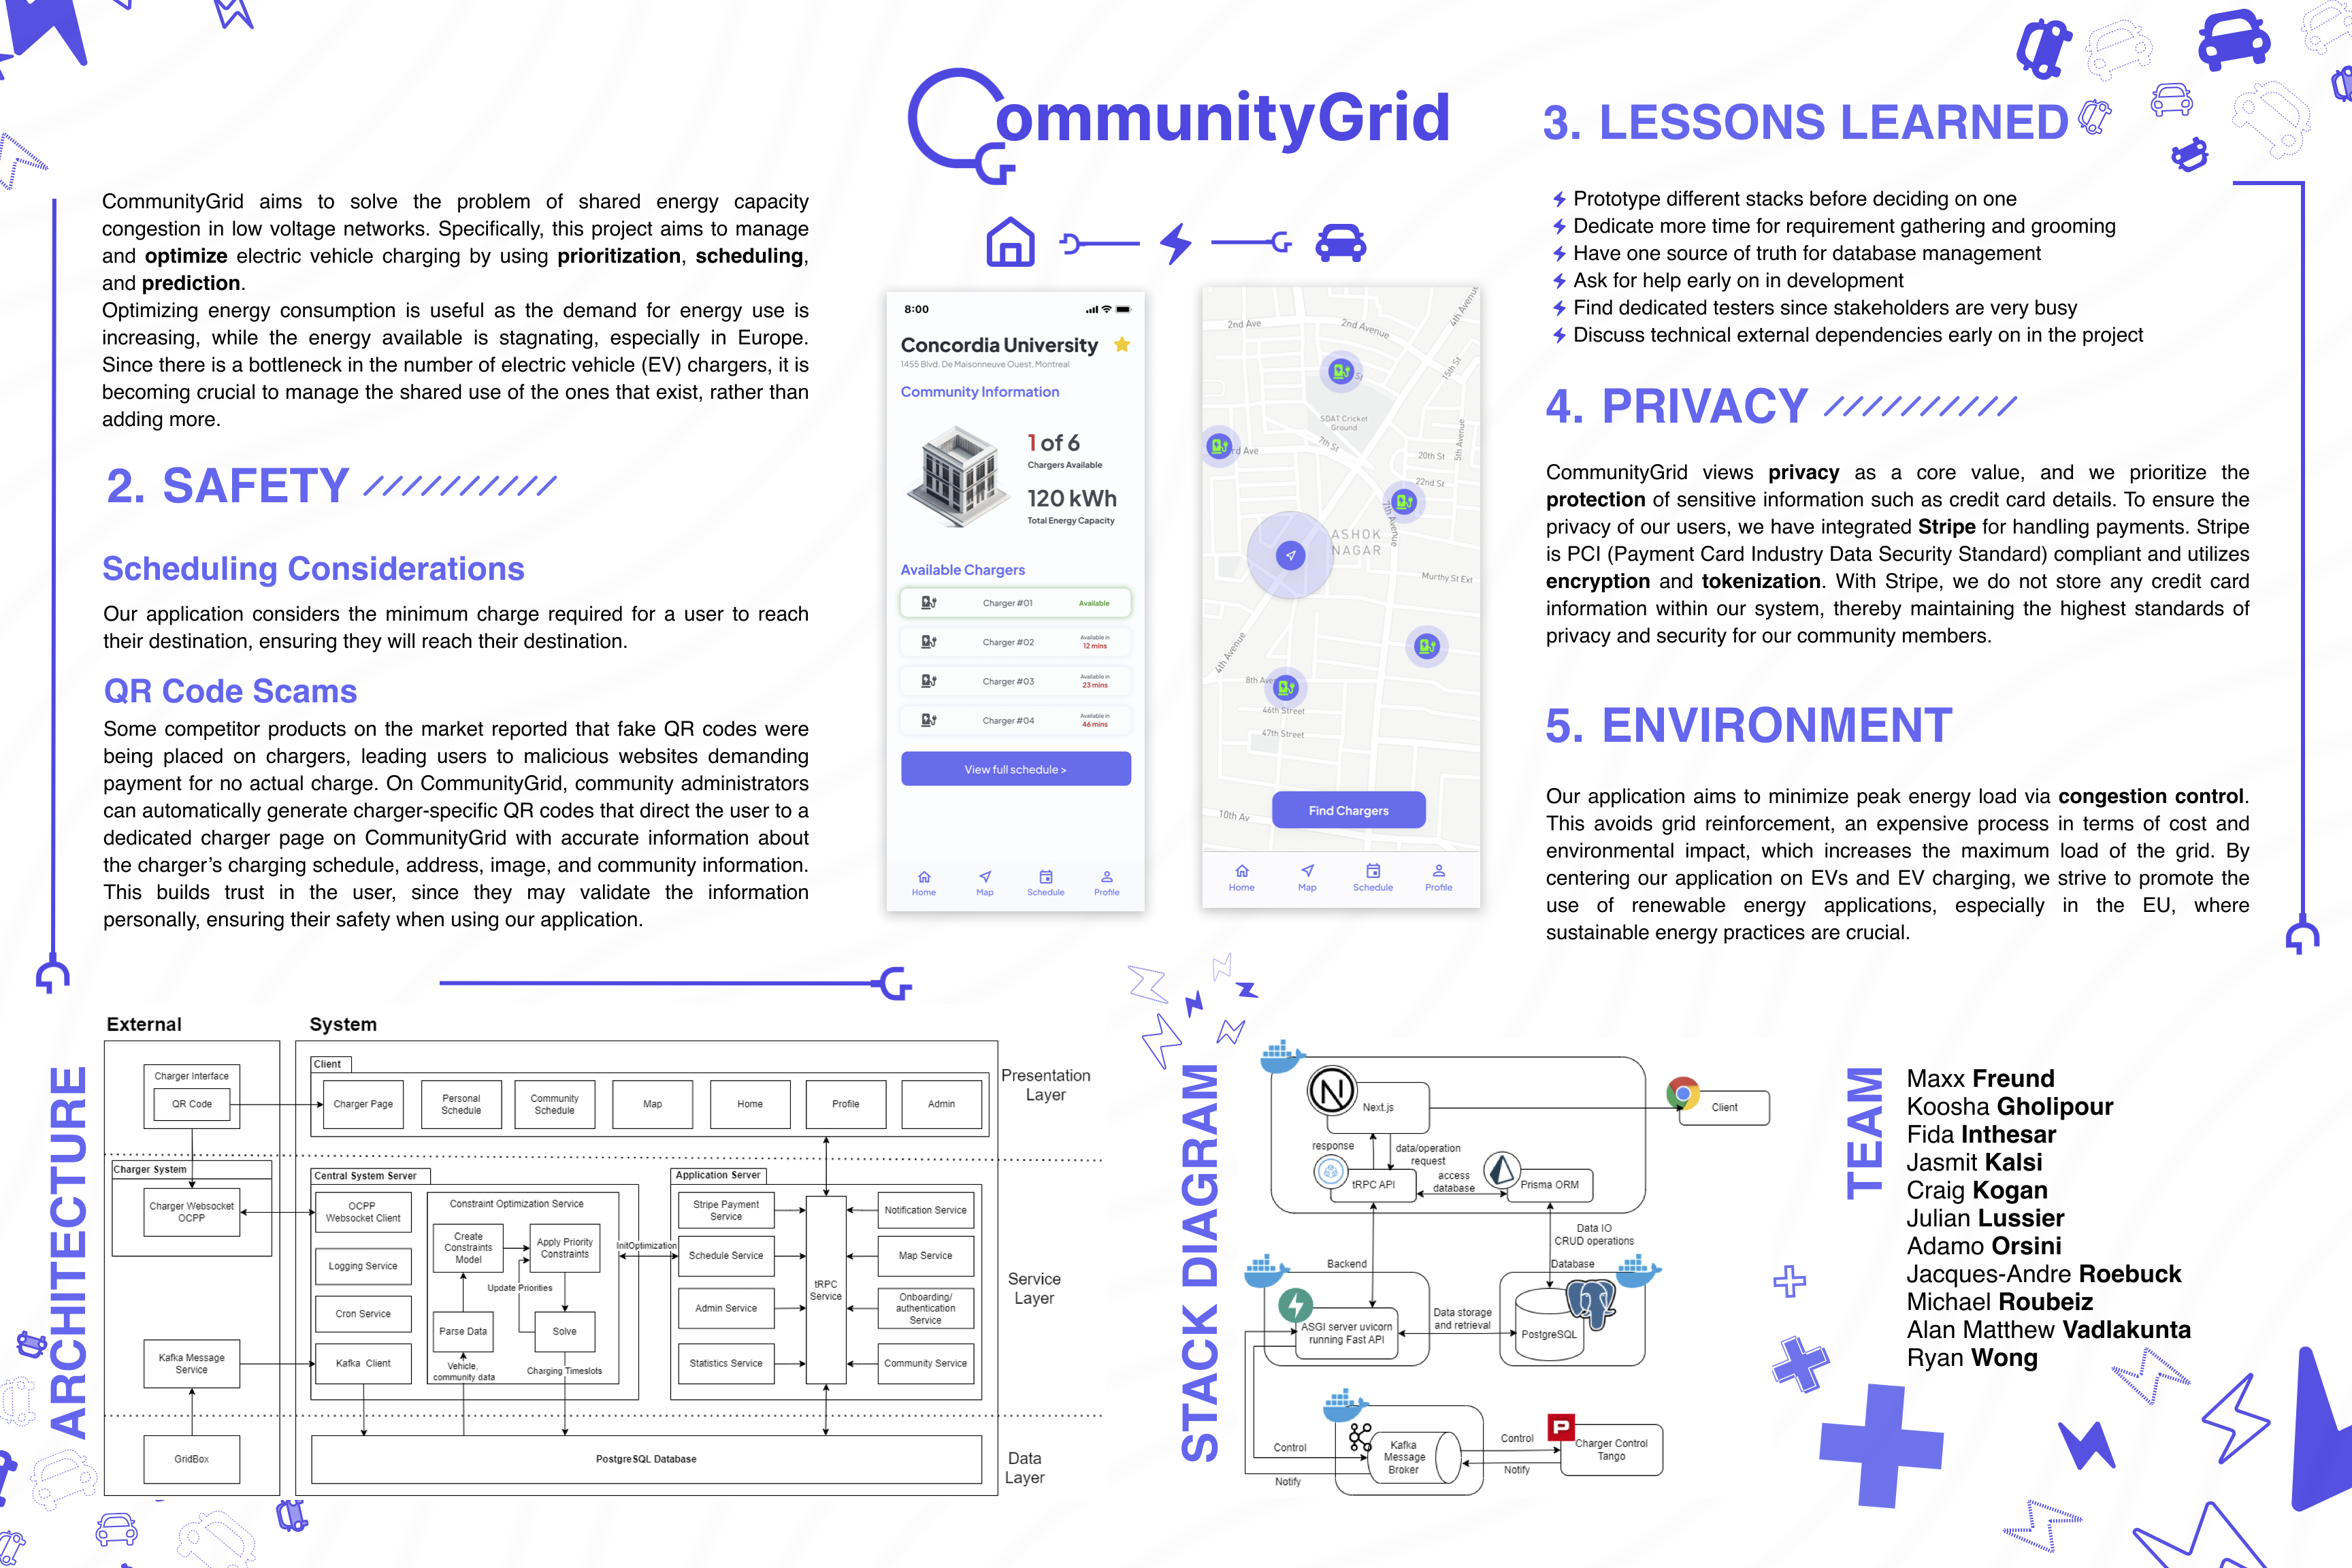 CommunityGrid aims to solve the problem of shared energy capacity
congestion in low voltage networks. Specifically, this project aims to manage
and optimize electric vehicle charging by using prioritization, scheduling,
and prediction.
Optimizing energy consumption is useful as the demand for energy use is
increasing, while the energy available is stagnating, especially in Europe.
Since there is a bottleneck in the number of electric vehicle (EV) chargers, it is
becoming crucial to manage the shared use of the ones that exist, rather than
adding more.
2. SAFETY
Scheduling Considerations
Our application considers the minimum charge required for a user to reach
their destination, ensuring they will reach their destination.
QR Code Scams
Some competitor products on the market reported that fake QR codes were
being placed on chargers, leading users to malicious websites demanding
payment for no actual charge. On CommunityGrid, community administrators
can automatically generate charger-specific QR codes that direct the user to a
dedicated charger page on CommunityGrid with accurate information about
the charger's charging schedule, address, image, and community information.
This builds trust in the user, since they may validate the information
personally, ensuring their safety when using our application.
ommunityGrid
8:00
Concordia University
1455 Blvd. De Maisonneuve Ouest, Montreal
Community Information
1 of 6
Chargers Available
120 kWh
Total Energy Capacity
Available Chargers
Charger #01
Available
Charger #02
Available in
12 mins
Charger #03
Available in
23 mins
Charger #04
Available in
46 mins
View full schedule >
Home
Map
Schedule
Profile
2nd Ave
2nd Avenue
4th Avenue
15th St
St
SDAT Cricket
Ground
7th St
rd Ave
5th Avenue
20th St
22nd St
7th Avenue
ASHOK
NAGAR
Murthy St Ext
4th Avenue
8th Ave
46th Street
47th Street
10th Av
Find Chargers
Home
Map
Schedule
Profile
3. LESSONS LEARNED
Prototype different stacks before deciding on one
Dedicate more time for requirement gathering and grooming
Have one source of truth for database management
Ask for help early on in development
Find dedicated testers since stakeholders are very busy
Discuss technical external dependencies early on in the project
4. PRIVACY
CommunityGrid views privacy as a core value, and we prioritize the
protection of sensitive information such as credit card details. To ensure the
privacy of our users, we have integrated Stripe for handling payments. Stripe
is PCI (Payment Card Industry Data Security Standard) compliant and utilizes
encryption and tokenization. With Stripe, we do not store any credit card
information within our system, thereby maintaining the highest standards of
privacy and security for our community members.
5. ENVIRONMENT
Our application aims to minimize peak energy load via congestion control.
This avoids grid reinforcement, an expensive process in terms of cost and
environmental impact, which increases the maximum load of the grid. By
centering our application on EVs and EV charging, we strive to promote the
use of renewable energy applications, especially in the EU, where
sustainable energy practices are crucial.
ARCHITECTURE
External
Charger Interface
QR Code
Charger System
Charger Websocket
OCPP
Kafka Message
Service
GridBox
System
Client
Charger Page
Personal
Schedule
Community
Schedule
Map
Home
Profile
Admin
Presentation
Layer
Central System Server
OCPP
Websocket Client
Logging Service
Cron Service
Kafka Client
Constraint Optimization Service
Create
Constraints
Model
Apply Priority
Constraints
Update Priorities
Parse Data
Solve
Vehicle,
community data
Charging Timeslots
InitOptimization
Application Server
Stripe Payment
Service
Schedule Service
Admin Service
Statistics Service
tRPC
Service
Notification Service
Map Service
Onboarding/
authentication
Service
Community Service
Service
Layer
PostgreSQL Database
Data
Layer
STACK DIAGRAM
Next.js
Client
response
data/operation
request
tRPC API
access
database
Prisma ORM
Data IO
CRUD operations
Backend
Database
ASGI server uvicorn
running Fast API
Data storage
and retrieval
PostgreSQL
Control
Notify
Kafka
Message
Broker
Control
Notify
P
Charger Control
Tango
TEAM
Maxx Freund
Koosha Gholipour
Fida Inthesar
Jasmit Kalsi
Craig Kogan
Julian Lussier
Adamo Orsini
Jacques-Andre Roebuck
Michael Roubeiz
Alan Matthew Vadlakunta
Ryan Wong